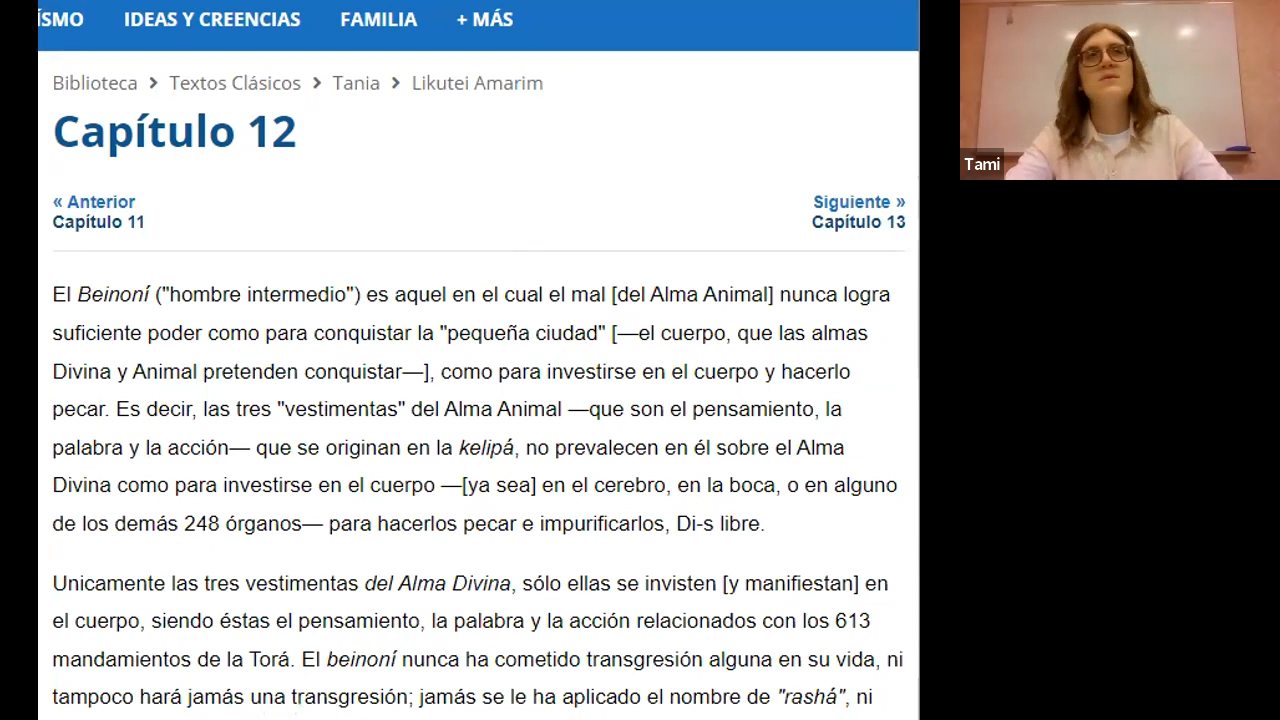 ÍSMO IDEAS Y CREENCIAS FAMILIA + MÁS
Biblioteca > Textos Clásicos > Tania > Likutei Amarim
Capítulo 12
« Anterior
Capítulo 11
Siguiente »
Capítulo 13
El Beinoní ("hombre intermedio") es aquel en el cual el mal [del Alma Animal] nunca logra
suficiente poder como para conquistar la "pequeña ciudad" [—el cuerpo, que las almas
Divina y Animal pretenden conquistar—], como para investirse en el cuerpo y hacerlo
pecar. Es decir, las tres "vestimentas" del Alma Animal —que son el pensamiento, la
palabra y la acción— que se originan en la kelipá, no prevalecen en él sobre el Alma
Divina como para investirse en el cuerpo —[ya sea] en el cerebro, en la boca, o en alguno
de los demás 248 órganos— para hacerlos pecar e impurificarlos, Di-s libre.
Unicamente las tres vestimentas del Alma Divina, sólo ellas se invisten [y manifiestan] en
el cuerpo, siendo éstas el pensamiento, la palabra y la acción relacionados con los 613
mandamientos de la Torá. El beinoní nunca ha cometido transgresión alguna en su vida, ni
tampoco hará jamás una transgresión; jamás se le ha aplicado el nombre de "rashá", ni
Tami